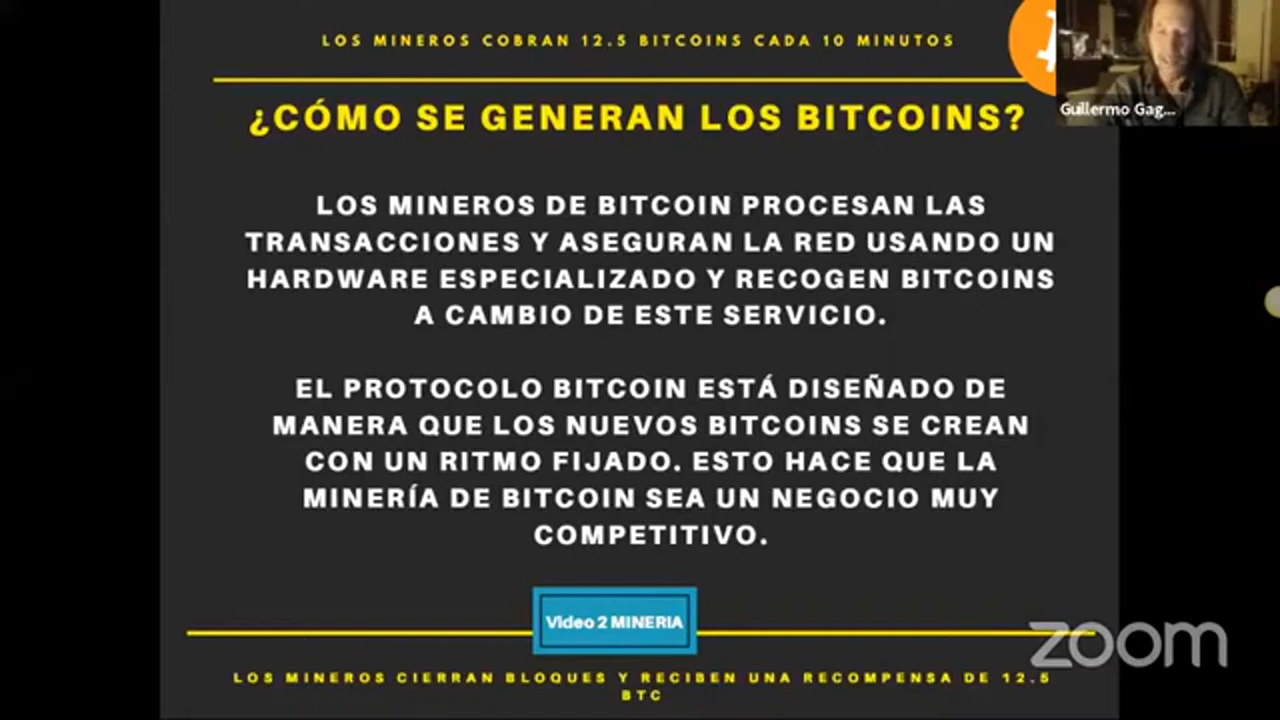 LOS MINEROS COBRAN 12.5 BITCOINS CADA 10 MINUTOS
Guillermo Gag...
¿CÓMO SE GENERAN LOS BITCOINS?
LOS MINEROS DE BITCOIN PROCESAN LAS
TRANSACCIONES Y ASEGURAN LA RED USANDO UN
HARDWARE ESPECIALIZADO Y RECOGEN BITCOINS
A CAMBIO DE ESTE SERVICIO.
EL PROTOCOLO BITCOIN ESTÁ DISEÑADO DE
MANERA QUE LOS NUEVOS BITCOINS SE CREAN
CON UN RITMO FIJADO. ESTO HACE QUE LA
MINERÍA DE BITCOIN SEA UN NEGOCIO MUY
COMPETITIVO.
Video 2 MINERIA
zoom
LOS MINEROS CIERRAN BLOQUES Y RECIBEN UNA RECOMPENSA DE 12.5
BTC